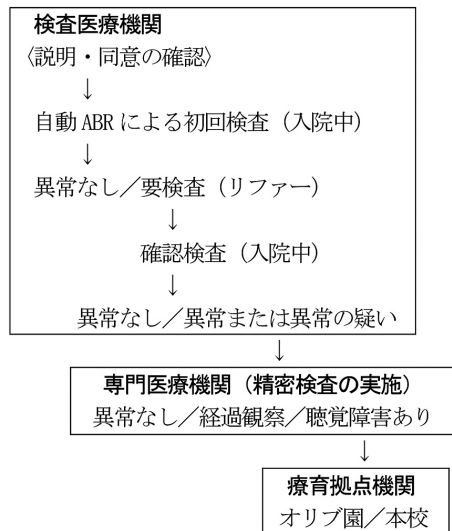 検査医療機関
〈説明・同意の確認〉
↓
自動 ABR による初回検査（入院中）
↓
異常なし／要検査（リファー）
↓
確認検査（入院中）
↓
異常なし／異常または異常の疑い
↓
専門医療機関（精密検査の実施）
異常なし／経過観察／聴覚障害あり
↓
療育拠点機関
オリブ園／本校